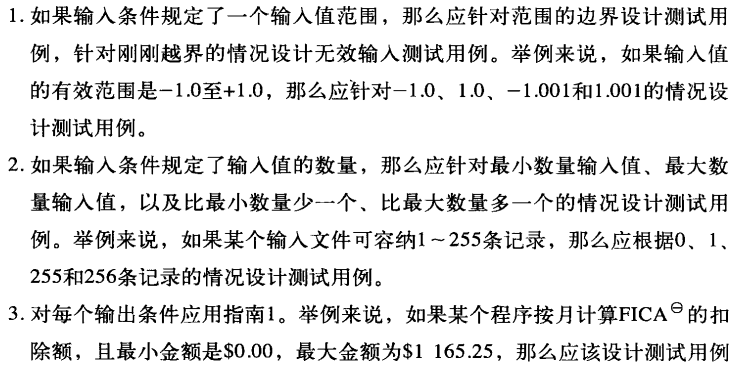 1. 如果输入条件规定了一个输入值范围，那么应针对范围的边界设计测试用
例，针对刚刚越界的情况设计无效输入测试用例。举例来说，如果输入值
的有效范围是−1.0至+1.0，那么应针对−1.0、1.0、−1.001和1.001的情况设
计测试用例。
2. 如果输入条件规定了输入值的数量，那么应针对最小数量输入值、最大数
量输入值，以及比最小数量少一个、比最大数量多一个的情况设计测试用
例。举例来说，如果某个输入文件可容纳1～255条记录，那么应根据0、1、
255和256条记录的情况设计测试用例。
3. 对每个输出条件应用指南1。举例来说，如果某个程序按月计算FICA⊖的扣
除额，且最小金额是$0.00，最大金额为$1 165.25，那么应该设计测试用例